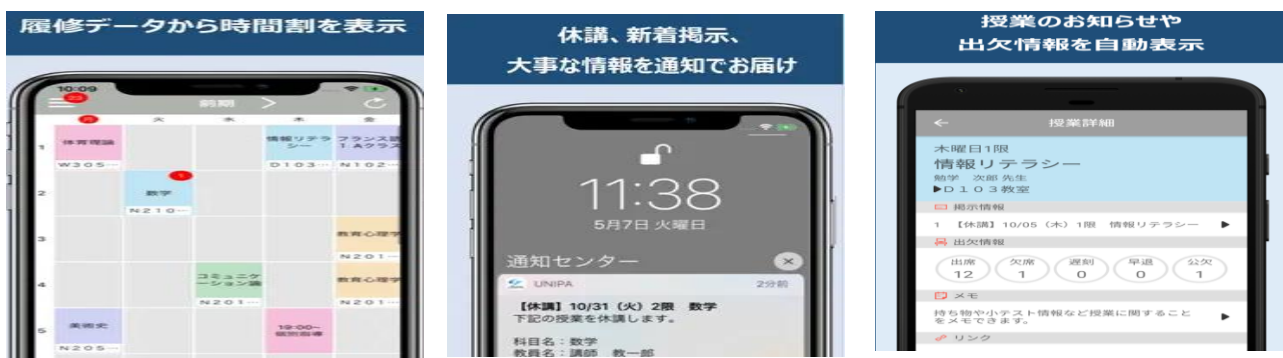 履修データから時間割を表示
10:09
23
前期 >
月 火 水 木 金
1 体育理論 情報リテラシー フランス語1 Aクラス
W305… D103… N102…
2 数学 1
N210…
3 教育心理学
N201…
4 コミュニケーション論 教育心理学
N201… N201…
5 美術史 19:00~ 個別指導
N205…
休講、新着掲示、
大事な情報を通知でお届け
11:38
5月7日 火曜日
通知センター
UNIPA 2分前
【休講】10/31（火）2限 数学
下記の授業を休講します。
科目名：数学
教員名：講師 教一郎
授業のお知らせや
出欠情報を自動表示
← 授業詳細
木曜日1限
情報リテラシー
勉学 次郎 先生
▶D103教室
掲示情報
1 【休講】10/05（木）1限 情報リテラシー ▶
出欠情報
出席 欠席 遅刻 早退 公欠
12 1 0 0 1
メモ
持ち物や小テスト情報など授業に関すること
をメモできます。 ▶
リンク